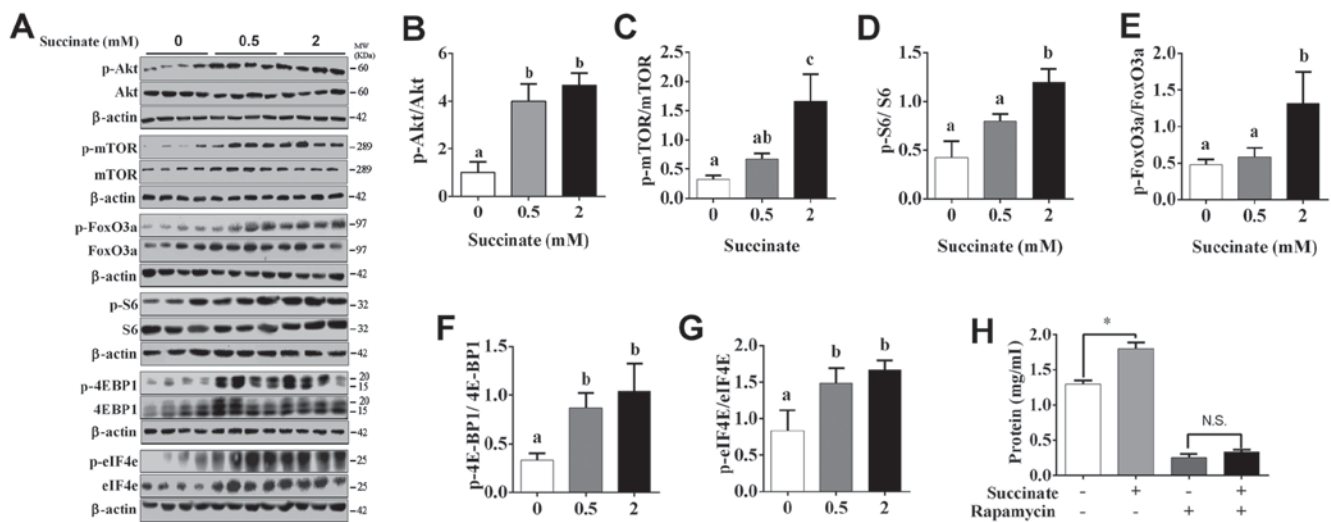 A
Succinate (mM) 0 0.5 2 MW (KDa)
p-Akt 60
Akt 60
β-actin 42
p-mTOR 289
mTOR 289
β-actin 42
p-FoxO3a 97
FoxO3a 97
β-actin 42
p-S6 32
S6 32
β-actin 42
p-4EBP1 20 15
4EBP1 20 15
β-actin 42
p-eIF4e 25
eIF4e 25
β-actin 42
B
p-Akt/Akt
6
4
2
0
a b b
0 0.5 2
Succinate (mM)
C
p-mTOR/mTOR
2.5
2.0
1.5
1.0
0.5
0.0
a ab c
0 0.5 2
Succinate
D
p-S6/ S6
1.5
1.0
0.5
0.0
a a b
0 0.5 2
Succinate (mM)
E
p-FoxO3a/FoxO3a
2.0
1.5
1.0
0.5
0.0
a a b
0 0.5 2
Succinate (mM)
F
p-4E-BP1/ 4E-BP1
1.5
1.0
0.5
0.0
a b b
0 0.5 2
G
p-eIF4E/eIF4E
2.0
1.5
1.0
0.5
0.0
a b b
0 0.5 2
H
Protein (mg/ml)
2.0
1.5
1.0
0.5
0.0
*
N.S.
Succinate - + - +
Rapamycin - - + +